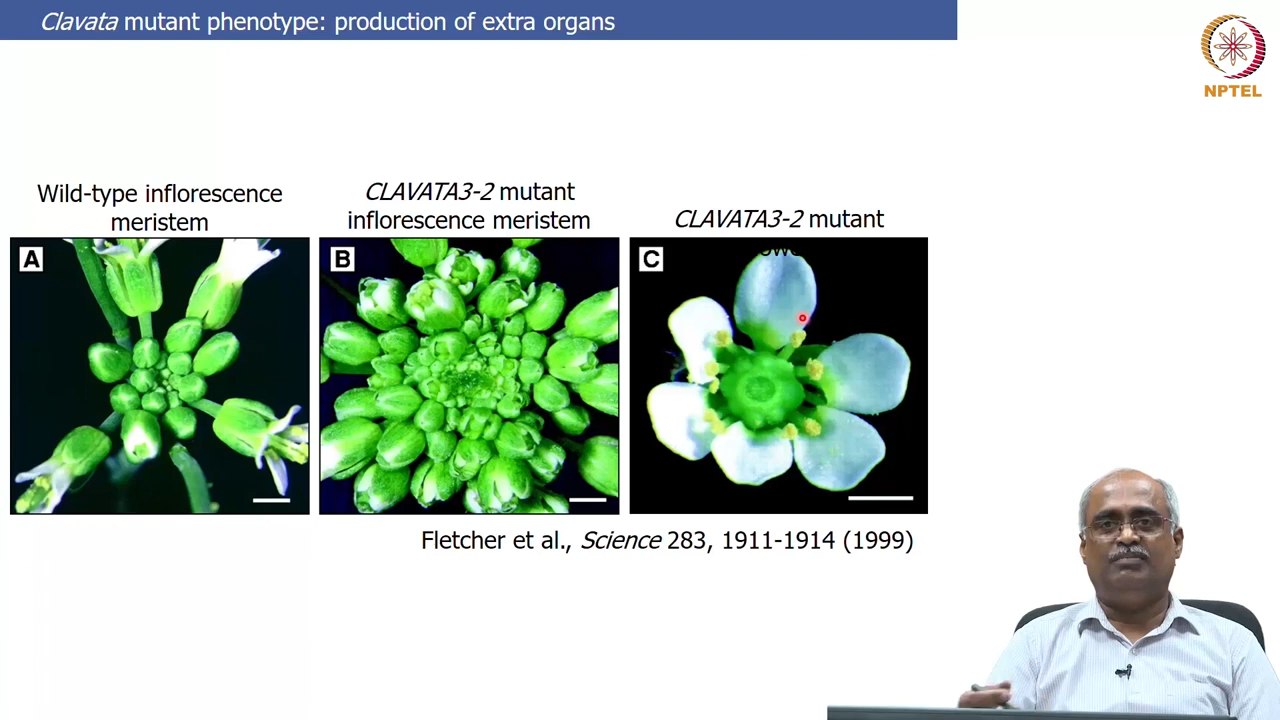 Clavata mutant phenotype: production of extra organs
NPTEL
Wild-type inflorescence
meristem
CLAVATA3-2 mutant
inflorescence meristem
CLAVATA3-2 mutant
A
B
C
Fletcher et al., Science 283, 1911-1914 (1999)